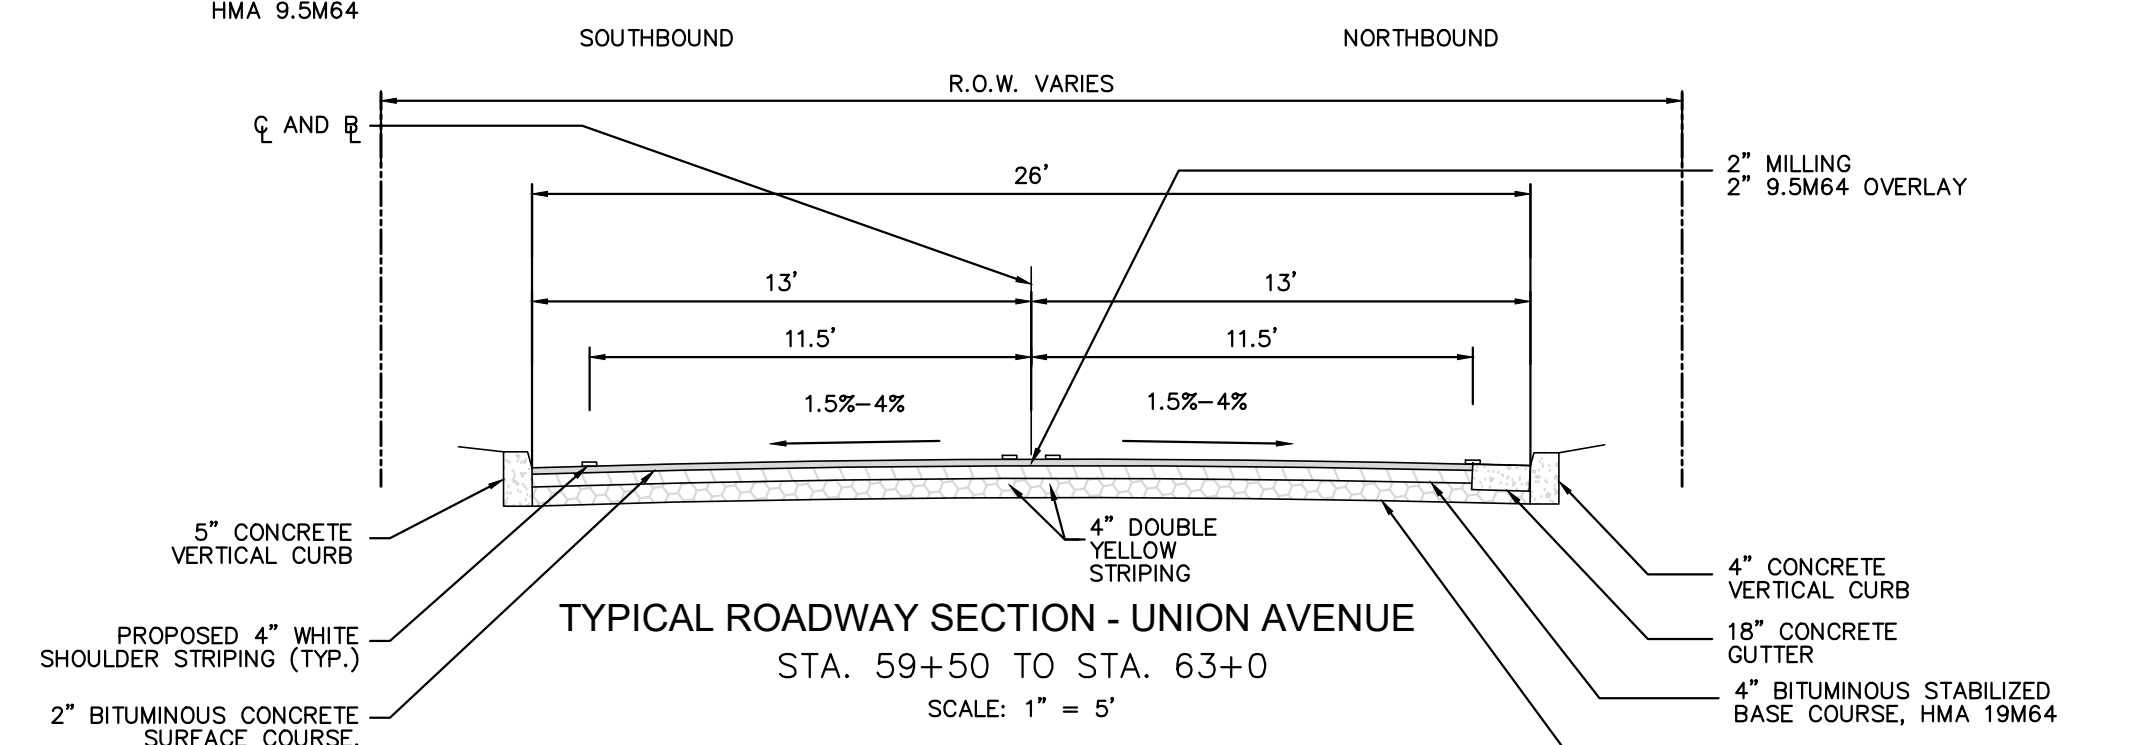 HMA 9.5M64
SOUTHBOUND
NORTHBOUND
R.O.W. VARIES
℄ AND BL
2” MILLING
2” 9.5M64 OVERLAY
26’
13’
13’
11.5’
11.5’
1.5%–4%
1.5%–4%
5” CONCRETE
VERTICAL CURB
4” DOUBLE
YELLOW
STRIPING
4” CONCRETE
VERTICAL CURB
PROPOSED 4” WHITE
SHOULDER STRIPING (TYP.)
18” CONCRETE
GUTTER
2” BITUMINOUS CONCRETE
SURFACE COURSE,
4” BITUMINOUS STABILIZED
BASE COURSE, HMA 19M64
TYPICAL ROADWAY SECTION - UNION AVENUE
STA. 59+50 TO STA. 63+0
SCALE: 1” = 5’